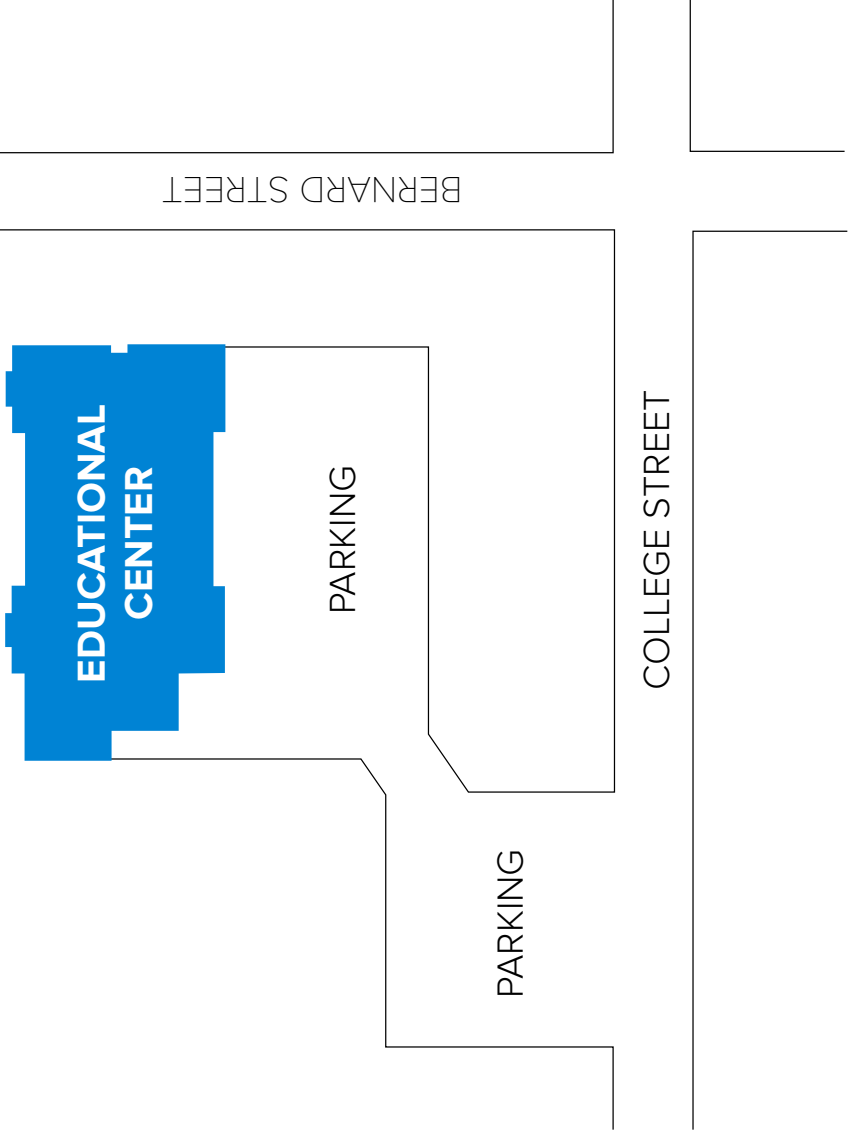 BERNARD STREET
EDUCATIONAL
CENTER
PARKING
COLLEGE STREET
PARKING